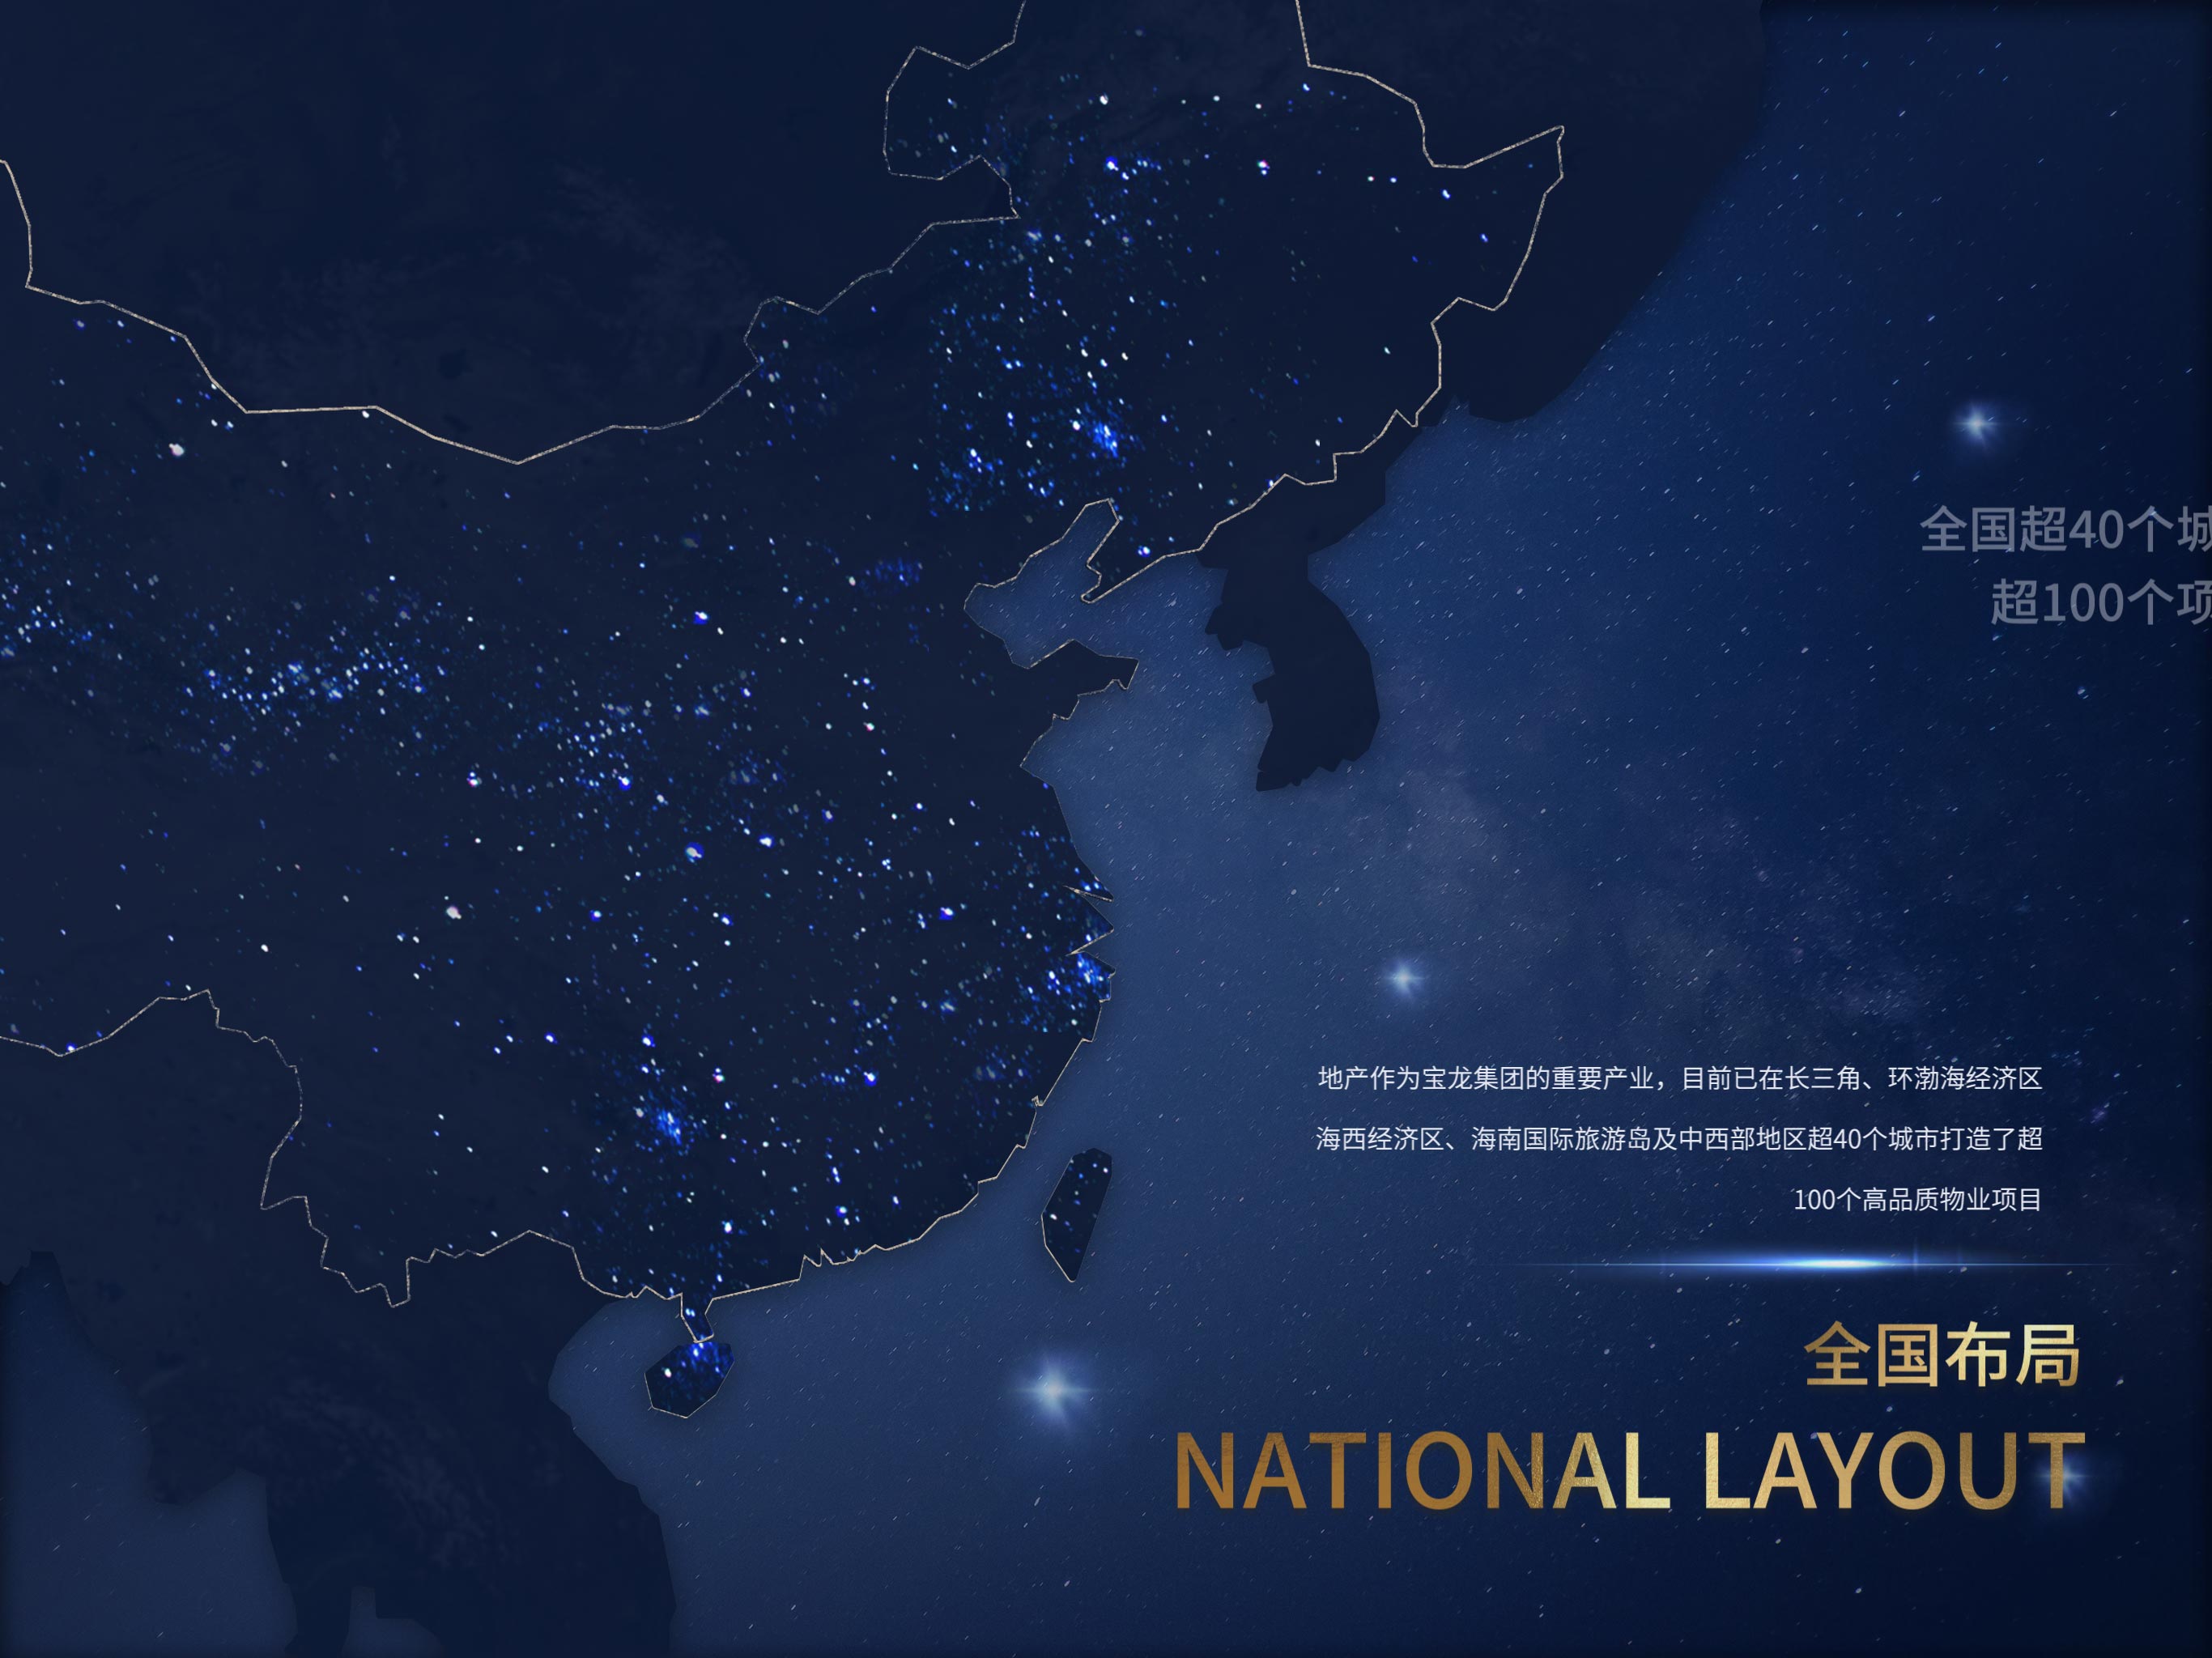 全国超40个城
超100个项
地产作为宝龙集团的重要产业，目前已在长三角、环渤海经济区
海西经济区、海南国际旅游岛及中西部地区超40个城市打造了超
100个高品质物业项目
全国布局
NATIONAL LAYOUT